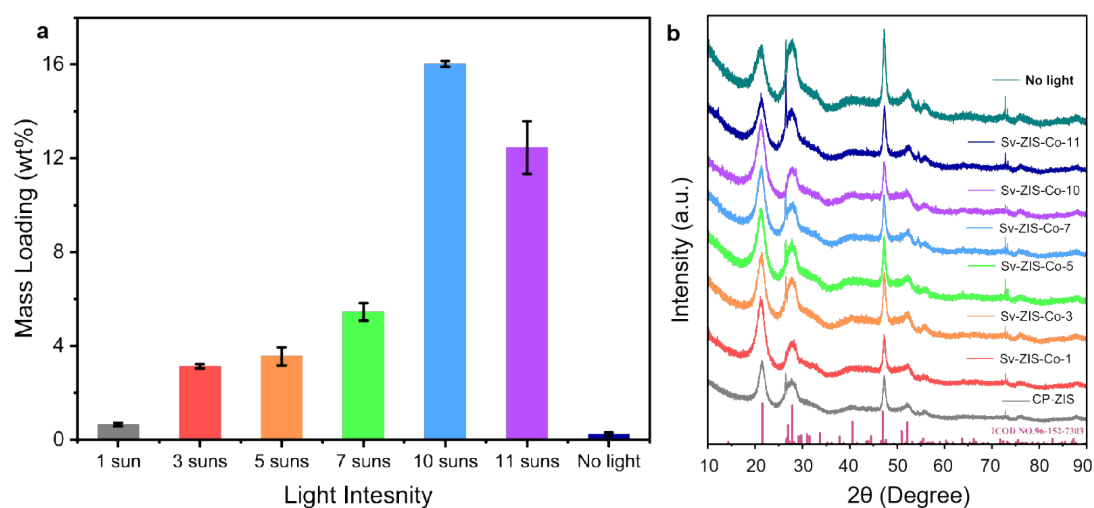 a
Mass Loading (wt%)
16
12
8
4
0
1 sun
3 suns
5 suns
7 suns
10 suns
11 suns
No light
Light Intesnity
b
Intensity (a.u.)
No light
Sv-ZIS-Co-11
Sv-ZIS-Co-10
Sv-ZIS-Co-7
Sv-ZIS-Co-5
Sv-ZIS-Co-3
Sv-ZIS-Co-1
CP-ZIS
ICOD NO.96-152-7303
10 20 30 40 50 60 70 80 90
2θ (Degree)